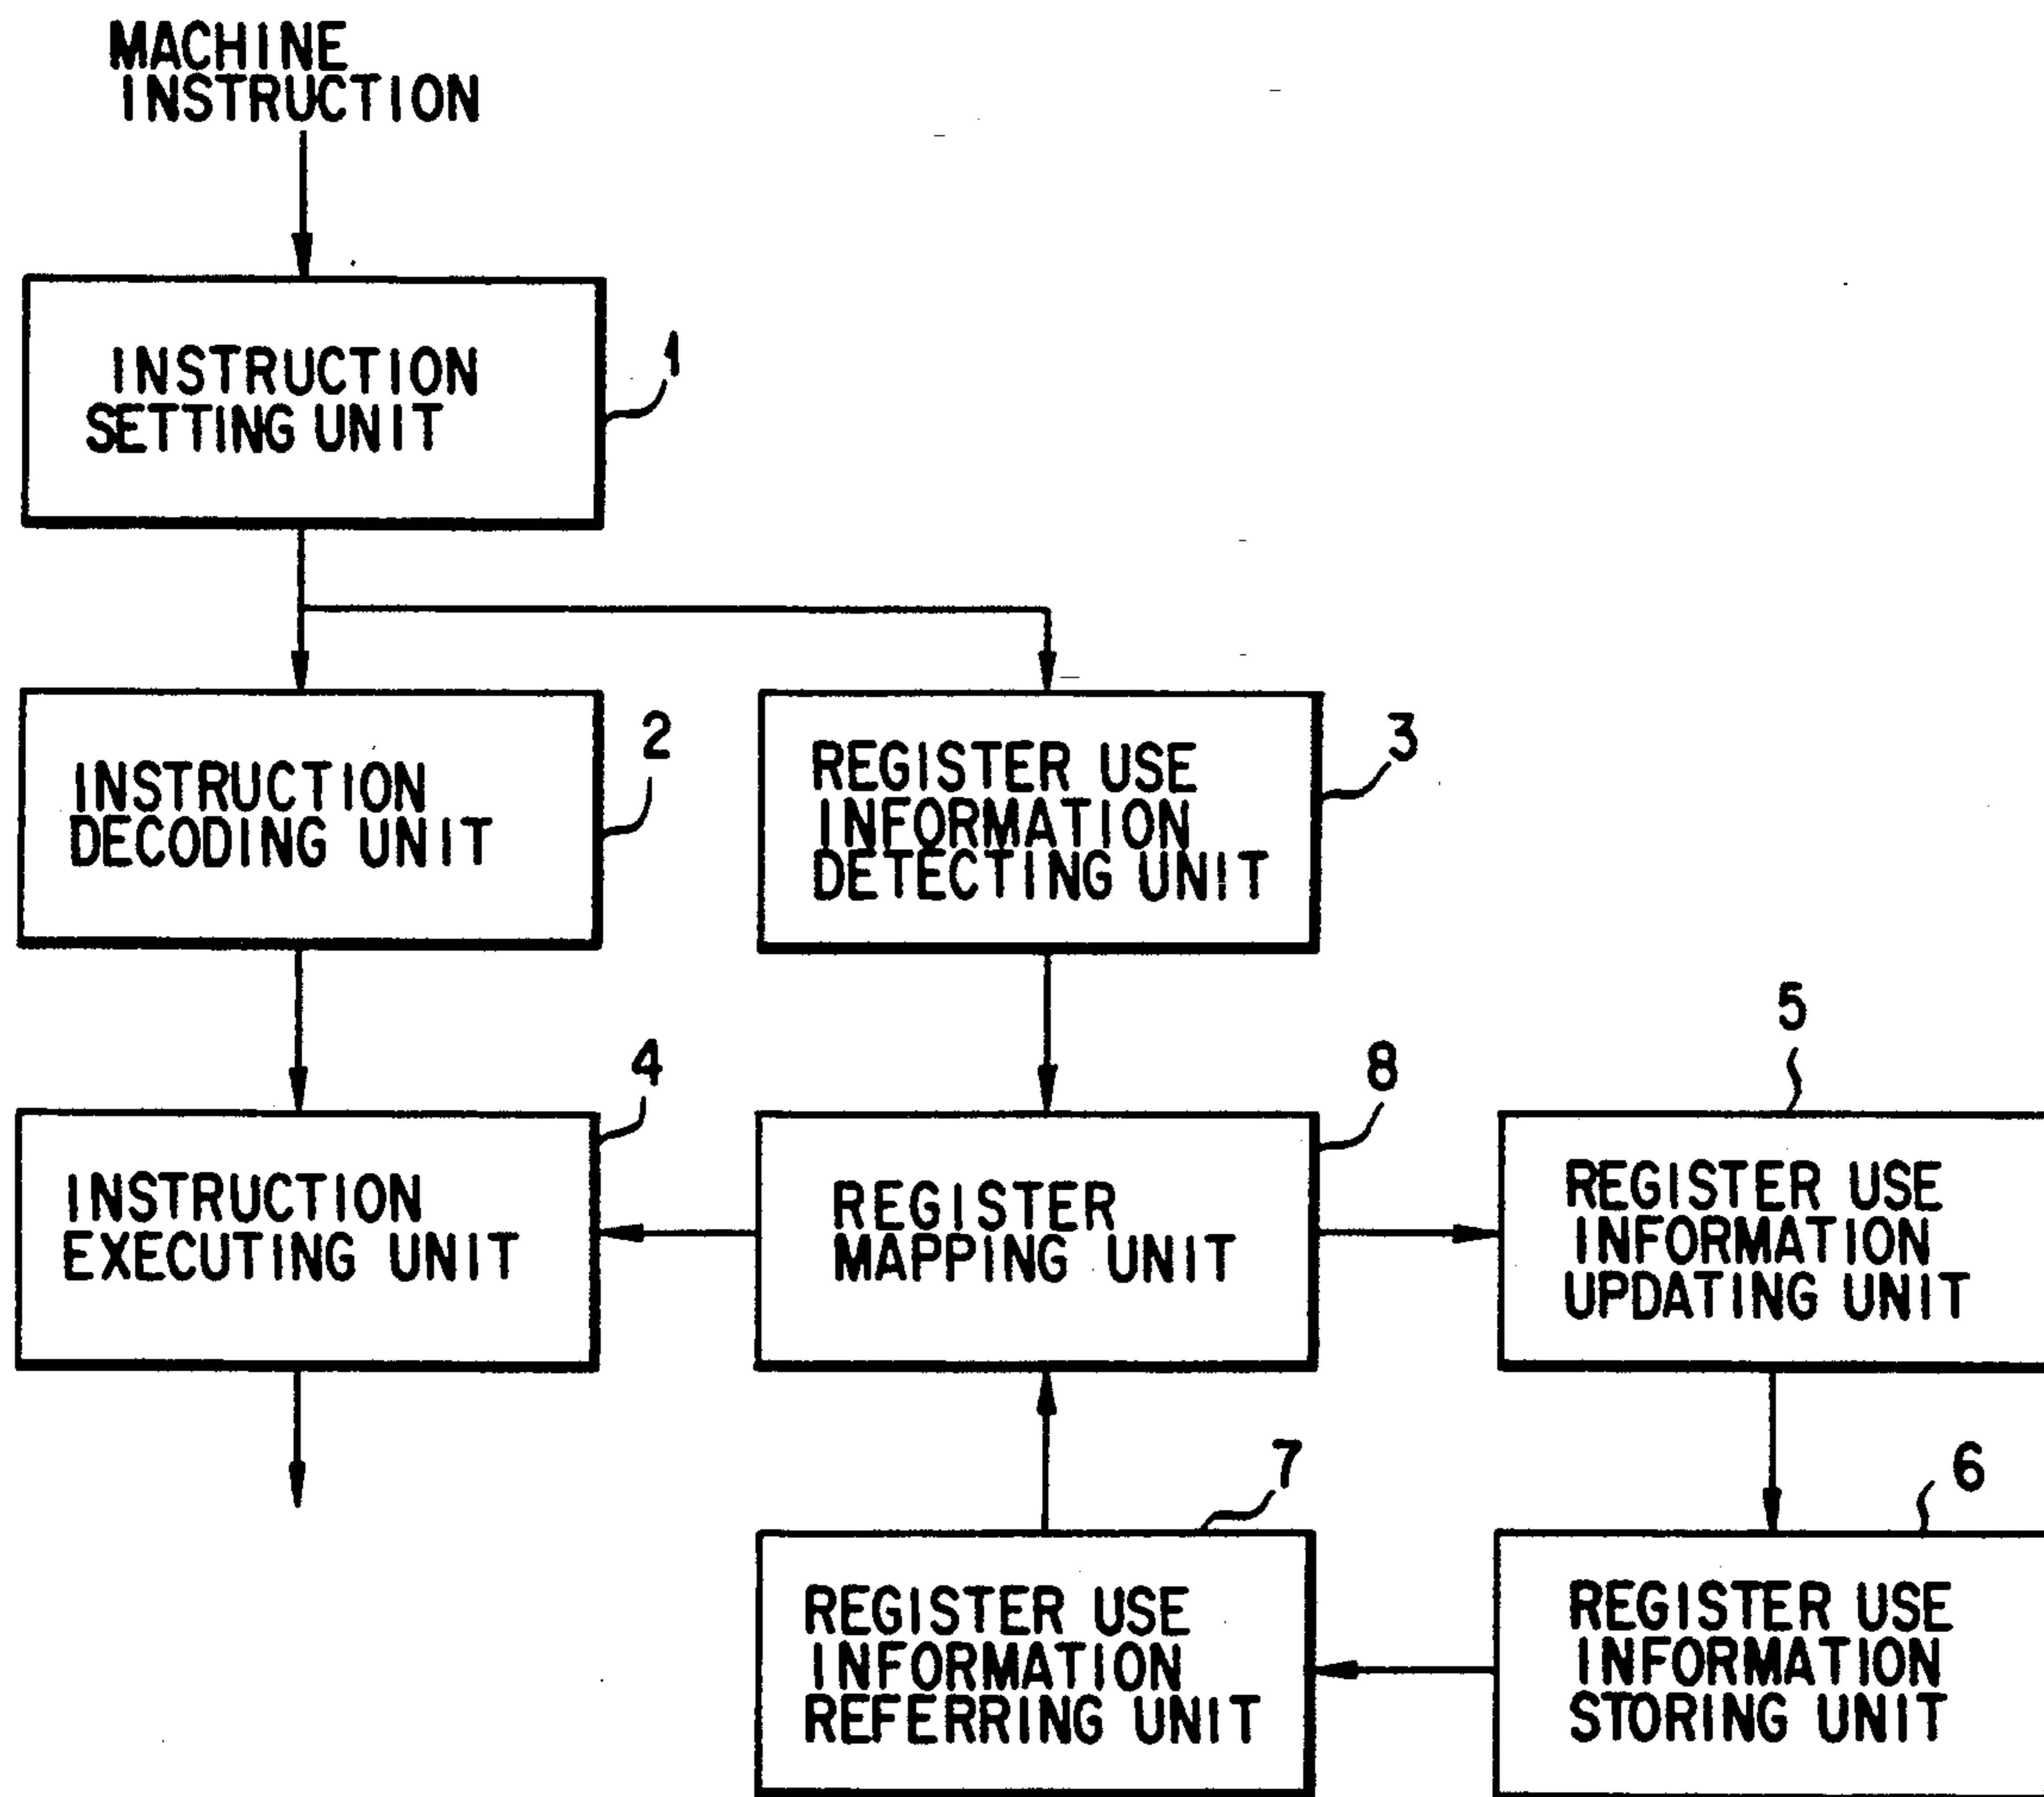 MACHINE
INSTRUCTION
INSTRUCTION
SETTING UNIT
1
INSTRUCTION
DECODING UNIT
2
REGISTER USE
INFORMATION
DETECTING UNIT
3
INSTRUCTION
EXECUTING UNIT
4
REGISTER
MAPPING UNIT
8
REGISTER USE
INFORMATION
UPDATING UNIT
5
REGISTER USE
INFORMATION
REFERRING UNIT
7
REGISTER USE
INFORMATION
STORING UNIT
6